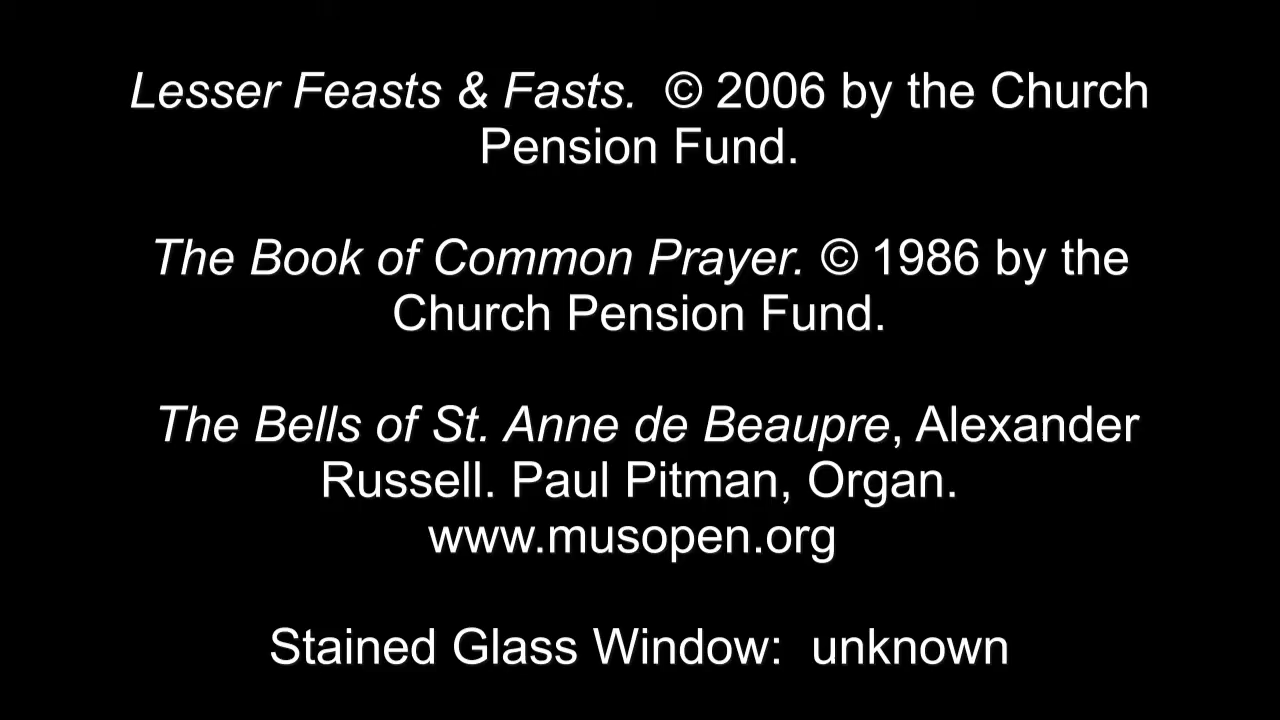 Lesser Feasts & Fasts. © 2006 by the Church
Pension Fund.
The Book of Common Prayer. © 1986 by the
Church Pension Fund.
The Bells of St. Anne de Beaupre, Alexander
Russell. Paul Pitman, Organ.
www.musopen.org
Stained Glass Window: unknown